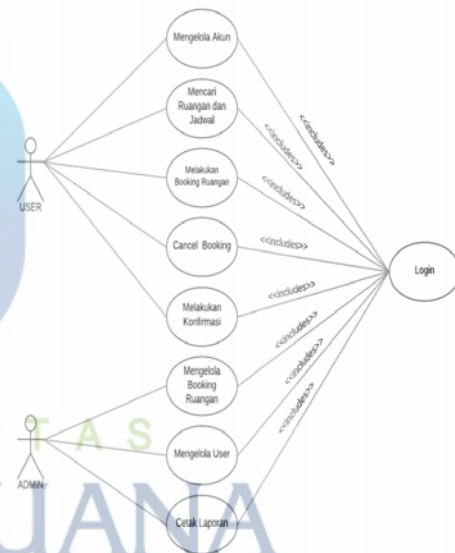 Mengelola Akun
Mencari
Ruangan dan
Jadwal
<<includes>>
<<includes>>
USER
Melakukan
Booking Ruangan
<<includes>>
Cancel Booking
<<includes>>
Login
Melakukan
Konfirmasi
<<includes>>
Mengelola
Booking
Ruangan
<<includes>>
<<includes>>
ADMIN
T A S
Mengelola User
<<includes>>
UANA
Cetak Laporan